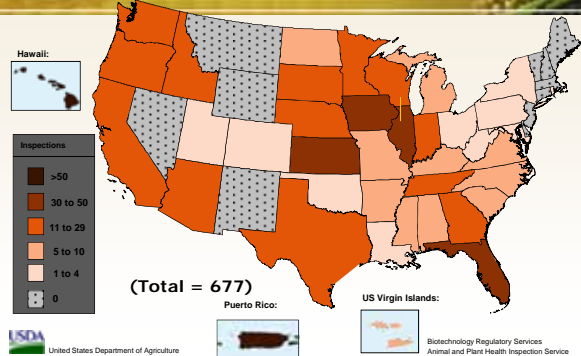 Hawaii:
Inspections
>50
30 to 50
11 to 29
5 to 10
1 to 4
0
(Total = 677)
Puerto Rico:
US Virgin Islands:
USDA
United States Department of Agriculture
Biotechnology Regulatory Services
Animal and Plant Health Inspection Service